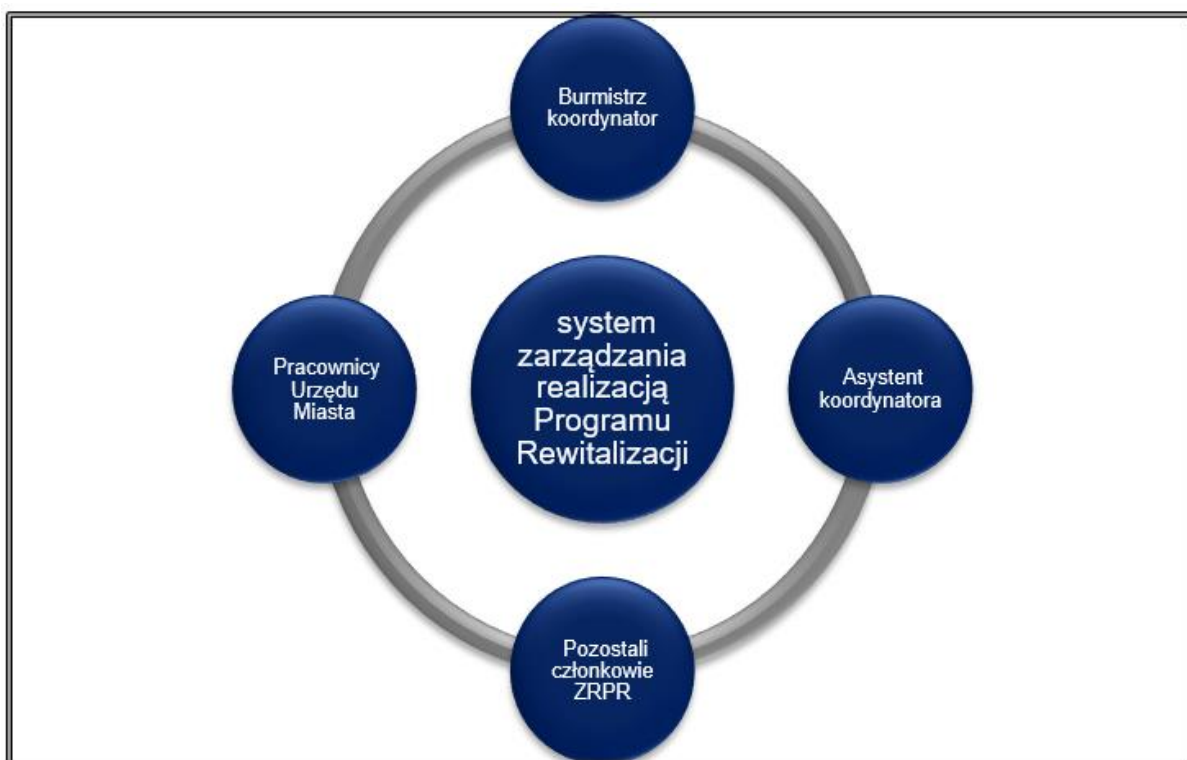 Burmistrz
koordynator
Pracownicy
Urzędu
Miasta
system
zarządzania
realizacją
Programu
Rewitalizacji
Asystent
koordynatora
Pozostali
członkowie
ZRPR